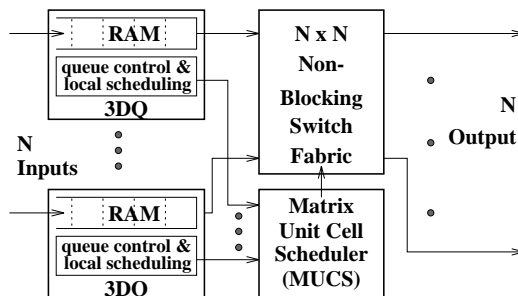 RAM
queue control &
local scheduling
3DQ
N
Inputs
RAM
queue control &
local scheduling
3DQ
N x N
Non-
Blocking
Switch
Fabric
Matrix
Unit Cell
Scheduler
(MUCS)
N
Output